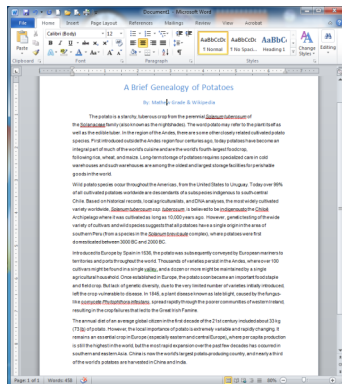 Document1 - Microsoft Word
File Home Insert Page Layout References Mailings Review View Acrobat
Calibri (Body) 12
Paste
AaBbCcDc AaBbCcDc AaBbC
¶ Normal ¶ No Spaci... Heading 1
Change Styles
Editing
Clipboard Font Paragraph Styles
A Brief Genealogy of Potatoes
By: Mather Grade & Wikipedia
The potato is a starchy, tuberous crop from the perennial Solanum tuberosum of
the Solanaceae family (also known as the nightshades). The word potato may refer to the plant itself as
well as the edible tuber. In the region of the Andes, there are some other closely related cultivated potato
species. First introduced outside the Andes region four centuries ago, today potatoes have become an
integral part of much of the world's cuisine and are the world's fourth-largest food crop,
following rice, wheat, and maize. Long-term storage of potatoes requires specialized care in cold
warehouses and such warehouses are among the oldest and largest storage facilities for perishable
goods in the world.
Wild potato species occur throughout the Americas, from the United States to Uruguay. Today over 99%
of all cultivated potatoes worldwide are descendants of a subspecies indigenous to south-central
Chile. Based on historical records, local agriculturalists, and DNA analyses, the most widely cultivated
variety worldwide, Solanum tuberosum ssp. tuberosum, is believed to be indigenous to the Chiloé
Archipelago where it was cultivated as long as 10,000 years ago. However, genetic testing of the wide
variety of cultivars and wild species suggests that all potatoes have a single origin in the area of
southern Peru (from a species in the Solanum brevicaule complex), where potatoes were first
domesticated between 3000 BC and 2000 BC.
Introduced to Europe by Spain in 1536, the potato was subsequently conveyed by European mariners to
territories and ports throughout the world. Thousands of varieties persist in the Andes, where over 100
cultivars might be found in a single valley, and a dozen or more might be maintained by a single
agricultural household. Once established in Europe, the potato soon became an important food staple
and field crop. But lack of genetic diversity, due to the very limited number of varieties initially introduced,
left the crop vulnerable to disease. In 1845, a plant disease known as late blight, caused by the fungus-
like oomycete Phytophthora infestans, spread rapidly through the poorer communities of western Ireland,
resulting in the crop failures that led to the Great Irish Famine.
The annual diet of an average global citizen in the first decade of the 21st century included about 33 kg
(73 lb) of potato. However, the local importance of potato is extremely variable and rapidly changing. It
remains an essential crop in Europe (especially eastern and central Europe), where per capita production
is still the highest in the world, but the most rapid expansion over the past few decades has occurred in
southern and eastern Asia. China is now the world's largest potato-producing country, and nearly a third
of the world's potatoes are harvested in China and India.
Page: 1 of 1 Words: 458 80%